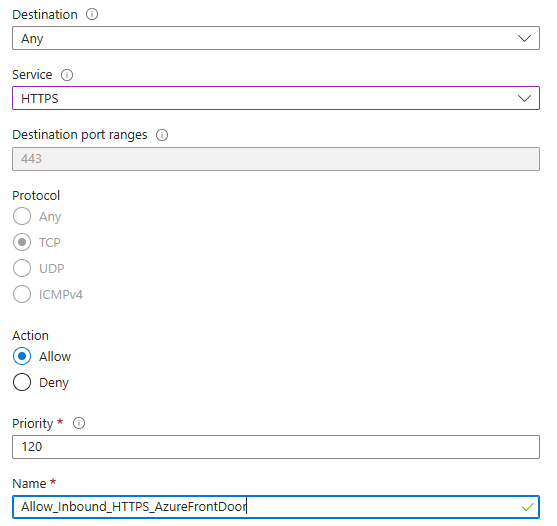 Destination
Any
Service
HTTPS
Destination port ranges
443
Protocol
Any
TCP
UDP
ICMPv4
Action
Allow
Deny
Priority *
120
Name *
Allow_Inbound_HTTPS_AzureFrontDoor